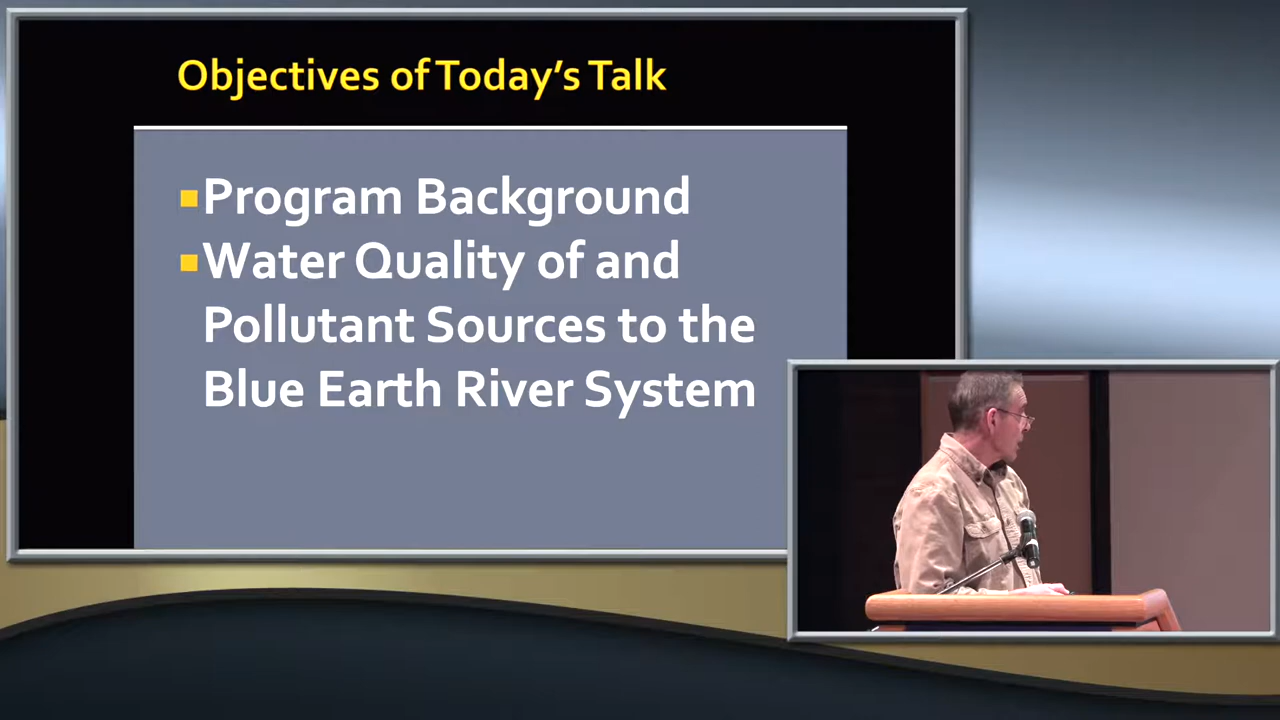 Objectives of Today's Talk
Program Background
Water Quality of and
Pollutant Sources to the
Blue Earth River System